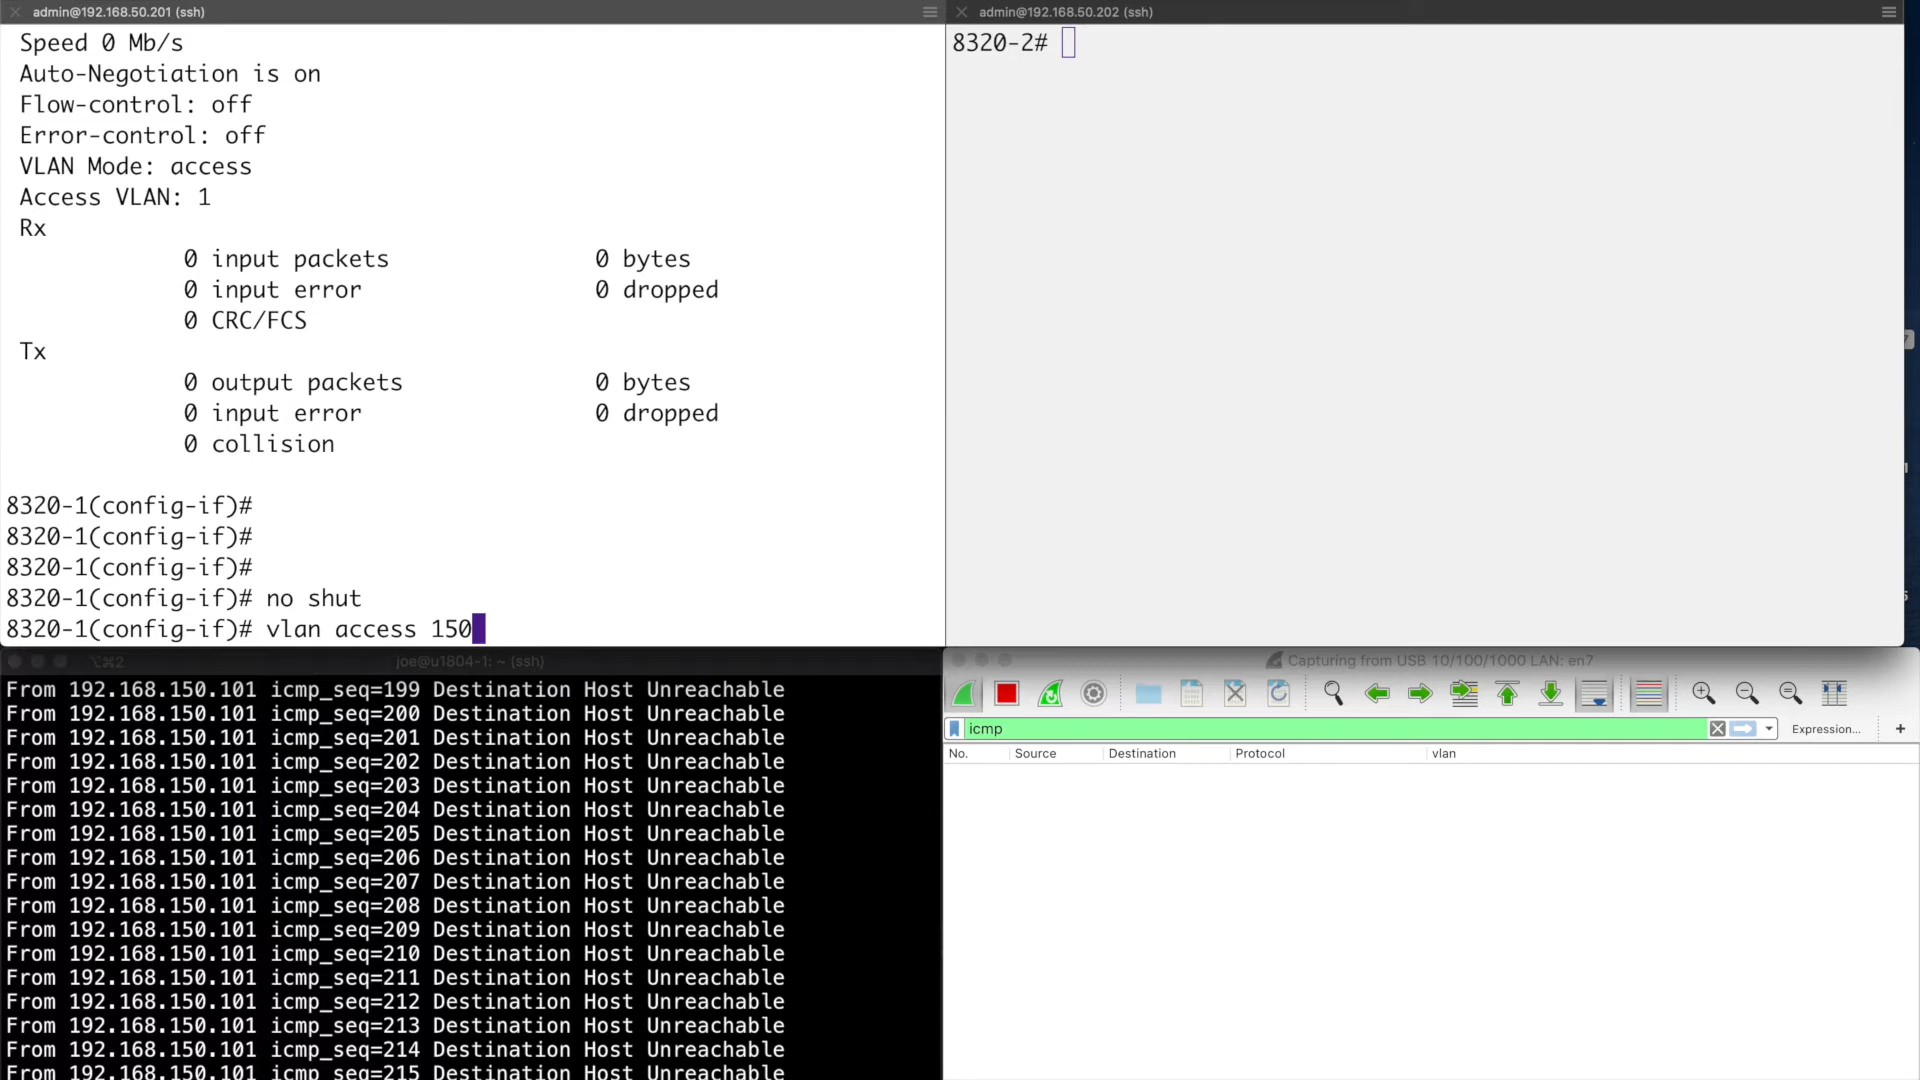 admin@192.168.50.201 (ssh)
Speed 0 Mb/s
Auto-Negotiation is on
Flow-control: off
Error-control: off
VLAN Mode: access
Access VLAN: 1
Rx
0 input packets 0 bytes
0 input error 0 dropped
0 CRC/FCS
Tx
0 output packets 0 bytes
0 input error 0 dropped
0 collision
8320-1(config-if)#
8320-1(config-if)#
8320-1(config-if)#
8320-1(config-if)# no shut
8320-1(config-if)# vlan access 150
admin@192.168.50.202 (ssh)
8320-2#
⌥⌘2 joe@u1804-1: ~ (ssh)
From 192.168.150.101 icmp_seq=199 Destination Host Unreachable
From 192.168.150.101 icmp_seq=200 Destination Host Unreachable
From 192.168.150.101 icmp_seq=201 Destination Host Unreachable
From 192.168.150.101 icmp_seq=202 Destination Host Unreachable
From 192.168.150.101 icmp_seq=203 Destination Host Unreachable
From 192.168.150.101 icmp_seq=204 Destination Host Unreachable
From 192.168.150.101 icmp_seq=205 Destination Host Unreachable
From 192.168.150.101 icmp_seq=206 Destination Host Unreachable
From 192.168.150.101 icmp_seq=207 Destination Host Unreachable
From 192.168.150.101 icmp_seq=208 Destination Host Unreachable
From 192.168.150.101 icmp_seq=209 Destination Host Unreachable
From 192.168.150.101 icmp_seq=210 Destination Host Unreachable
From 192.168.150.101 icmp_seq=211 Destination Host Unreachable
From 192.168.150.101 icmp_seq=212 Destination Host Unreachable
From 192.168.150.101 icmp_seq=213 Destination Host Unreachable
From 192.168.150.101 icmp_seq=214 Destination Host Unreachable
From 192.168.150.101 icmp_seq=215 Destination Host Unreachable
Capturing from USB 10/100/1000 LAN: en7
icmp Expression... +
No. Source Destination Protocol vlan